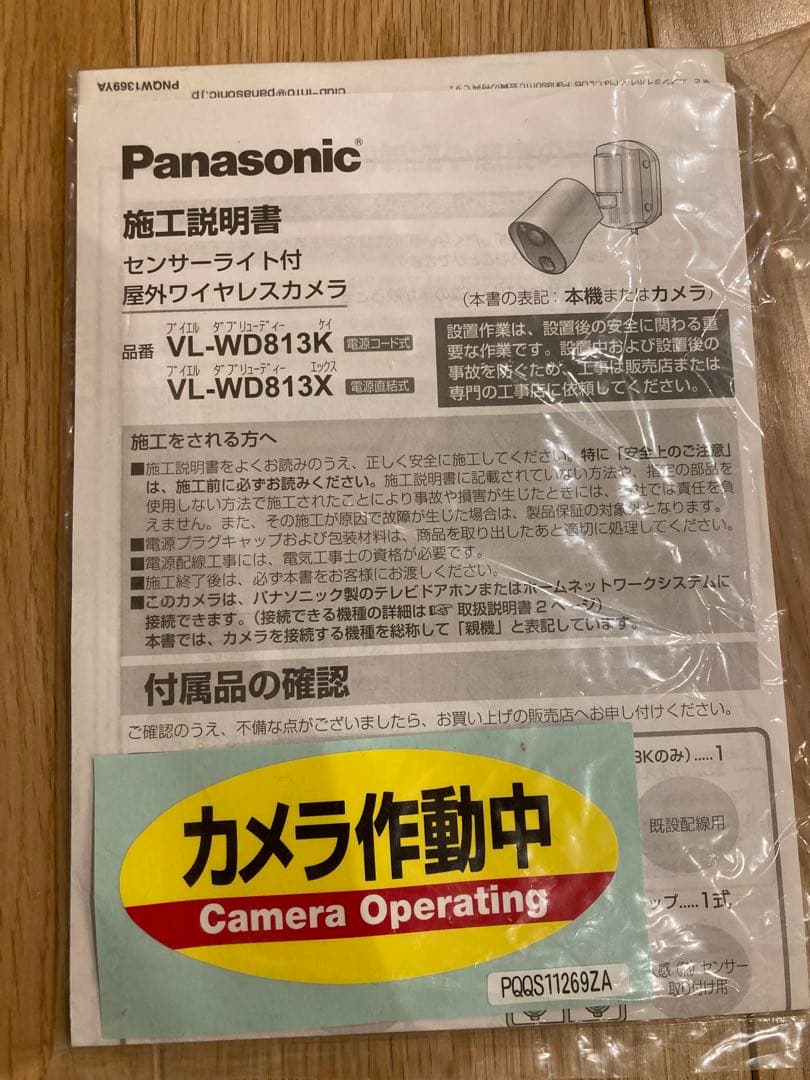 PNQW1369YA
club-info@panasonic.jp
Panasonic®
施工説明書
センサーライト付
屋外ワイヤレスカメラ
(本書の表記:本機またはカメラ)
ブイエル ダブリューディー ケイ
品番 VL-WD813K 電源コード式
ブイエル ダブリューディー エックス
VL-WD813X 電源直結式
設置作業は、設置後の安全に関わる重
要な作業です。設置中および設置後の
事故を防ぐため、工事は販売店または
専門の工事店に依頼してください。
施工をされる方へ
■施工説明書をよくお読みのうえ、正しく安全に施工してください。特に「安全上のご注意」
は、施工前に必ずお読みください。施工説明書に記載されていない方法や、指定の部品を
使用しない方法で施工されたことにより事故や損害が生じたときには、当社では責任を負
えません。また、その施工が原因で故障が生じた場合は、製品保証の対象外となります。
■電源プラグキャップおよび包装材料は、商品を取り出したあと適切に処理してください。
■電源配線工事には、電気工事士の資格が必要です。
■施工終了後は、必ず本書をお客様にお渡しください。
■このカメラは、パナソニック製のテレビドアホンまたはホームネットワークシステムに
接続できます。(接続できる機種の詳細は☞ 取扱説明書2ページ)
本書では、カメラを接続する機種を総称して「親機」と表記しています。
付属品の確認
ご確認のうえ、不備な点がございましたら、お買い上げの販売店へお申し付けください。
3Kのみ).....1
既設配線用
ップ.....1式
感(熱)センサー
取り付け用
カメラ作動中
Camera Operating
PQQS11269ZA